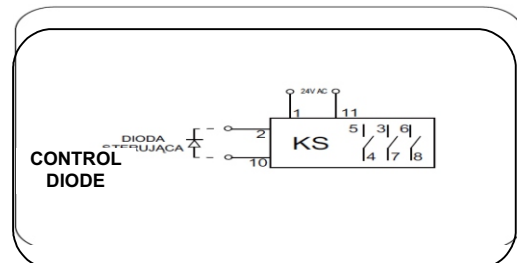 24V AC
1 11
DIODA
STERUJĄCA
2
10
KS
5 3 6
4 7 8
CONTROL
DIODE